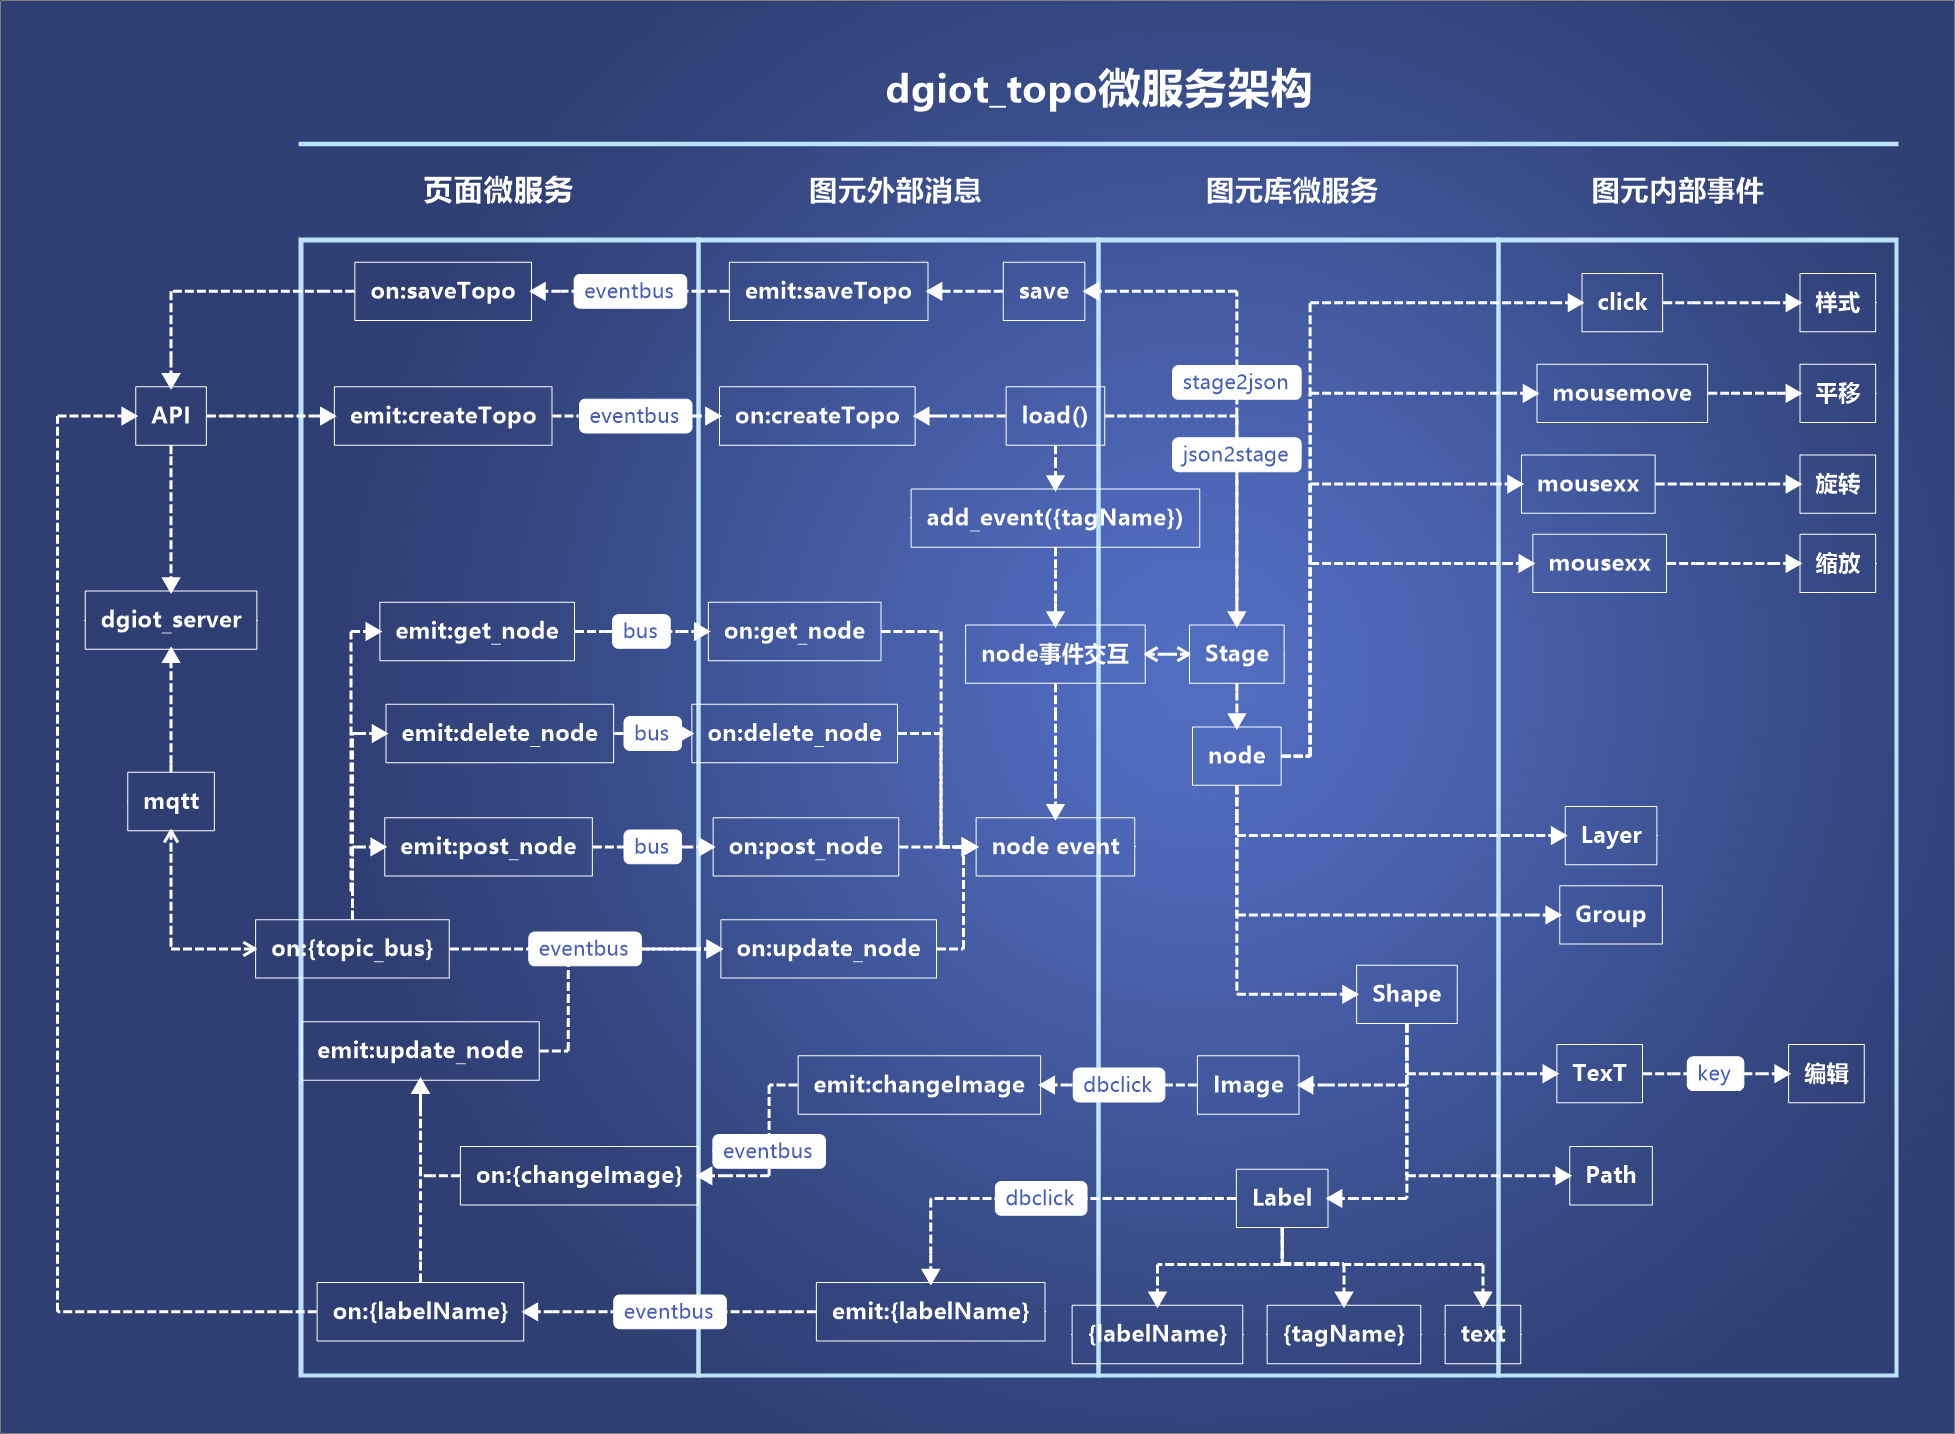 dgiot_topo微服务架构
页面微服务
图元外部消息
图元库微服务
图元内部事件
on:saveTopo
eventbus
emit:saveTopo
save
click
样式
stage2json
mousemove
平移
API
emit:createTopo
eventbus
on:createTopo
load()
json2stage
mousexx
旋转
add_event({tagName})
mousexx
缩放
dgiot_server
emit:get_node
bus
on:get_node
node事件交互
Stage
emit:delete_node
bus
on:delete_node
node
mqtt
emit:post_node
bus
on:post_node
node event
Layer
Group
on:{topic_bus}
eventbus
on:update_node
Shape
emit:update_node
emit:changeImage
dbclick
Image
TexT
key
编辑
eventbus
on:{changeImage}
Path
dbclick
Label
on:{labelName}
eventbus
emit:{labelName}
{labelName}
{tagName}
text